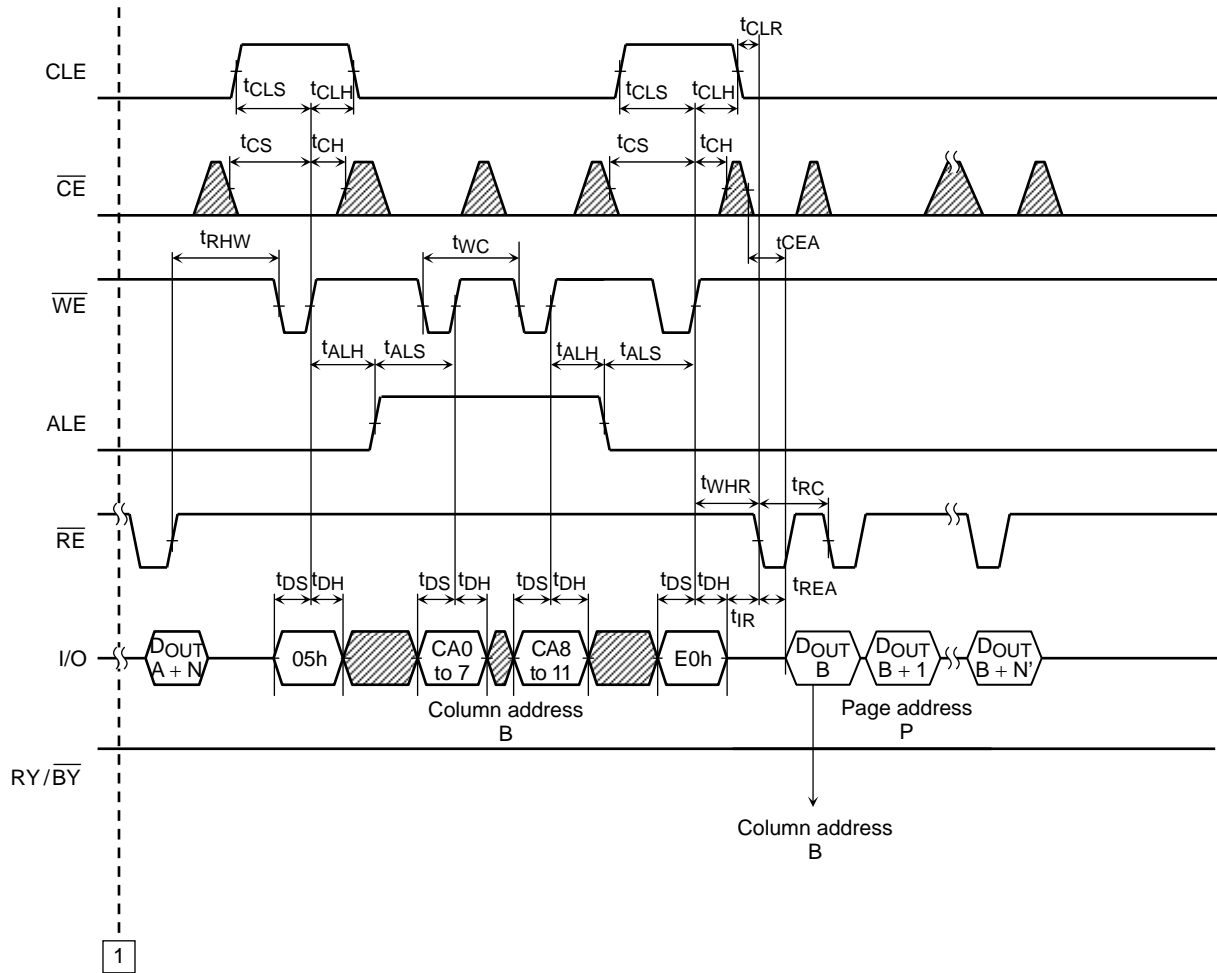 tCLR
CLE
tCLS tCLH tCLS tCLH
tCS tCH tCS tCH
CE
tRHW tWC tCEA
WE
tALH tALS tALH tALS
ALE
tWHR tRC
RE
tDS tDH tDS tDH tDS tDH tDS tDH tREA
tIR
I/O
DOUT
A + N
05h
CA0
to 7
CA8
to 11
E0h
DOUT
B
DOUT
B + 1
DOUT
B + N'
Column address
B
Page address
P
RY/BY
Column address
B
1